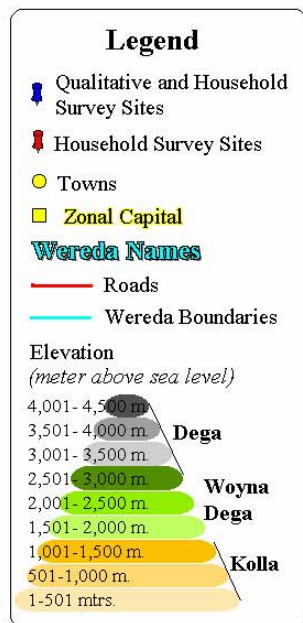 Legend
Qualitative and Household
Survey Sites
Household Survey Sites
Towns
Zonal Capital
Wereda Names
Roads
Wereda Boundaries
Elevation
(meter above sea level)
4,001- 4,500 m.
3,501- 4,000 m.
3,001- 3,500 m.
Dega
2,501- 3,000 m.
2,001- 2,500 m.
1,501- 2,000 m.
Woyna
Dega
1,001-1,500 m.
501-1,000 m.
1-501 mtrs.
Kolla